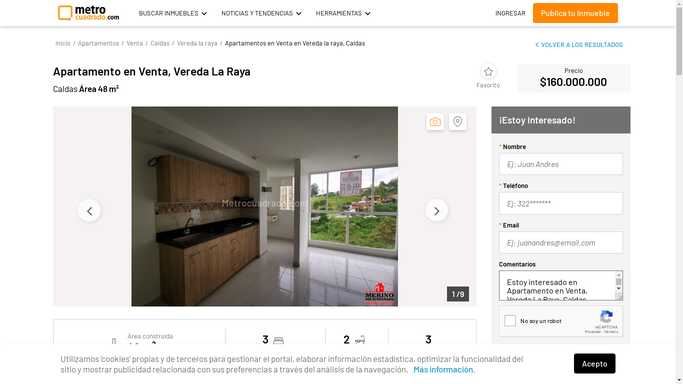 metro
cuadrado.com
BUSCAR INMUEBLES
NOTICIAS Y TENDENCIAS
HERRAMIENTAS
INGRESAR
Publica tu Inmueble
Inicio / Apartamentos / Venta / Caldas / Vereda la raya / Apartamentos en Venta en Vereda la raya, Caldas
VOLVER A LOS RESULTADOS
Apartamento en Venta, Vereda La Raya
Caldas Área 48 m²
Favorito
Precio
$160.000.000
Metrocuadrado.com
MERINO
1 / 9
¡Estoy Interesado!
* Nombre
Ej: Juan Andres
* Teléfono
Ej: 322*******
* Email
Ej: juanandres@email.com
Comentarios
Estoy interesado en
Apartamento en Venta,
Vereda La Raya, Caldas
No soy un robot
reCAPTCHA
Privacidad - Términos
Área construida
3
2
3
Utilizamos 'cookies' propias y de terceros para gestionar el portal, elaborar información estadística, optimizar la funcionalidad del
sitio y mostrar publicidad relacionada con sus preferencias a través del análisis de la navegación. Más información.
Acepto